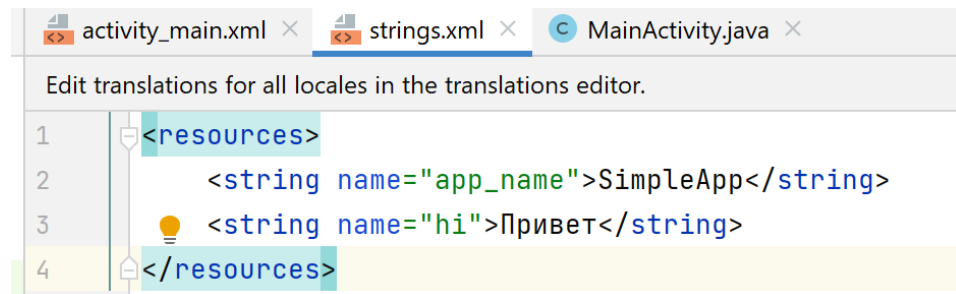 activity_main.xml strings.xml C MainActivity.java
Edit translations for all locales in the translations editor.
1 <resources>
2 <string name="app_name">SimpleApp</string>
3 <string name="hi">Привет</string>
4 </resources>